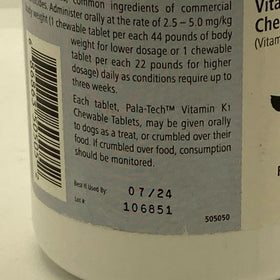 common ingredients of commercial
Administer orally at the rate of 2.5 – 5.0 mg/kg
body weight (1 chewable tablet per each 44 pounds of body
weight for lower dosage or 1 chewable
tablet per each 22 pounds for higher
dosage) daily as conditions require up to
three weeks.
Each tablet, Pala-Tech™ Vitamin K1
Chewable Tablets, may be given orally
to dogs as a treat, or crumbled over their
food. If crumbled over food, consumption
should be monitored.
Best If Used By: 07/24
Lot # 106851
505050
Vita
Che
(Vitam